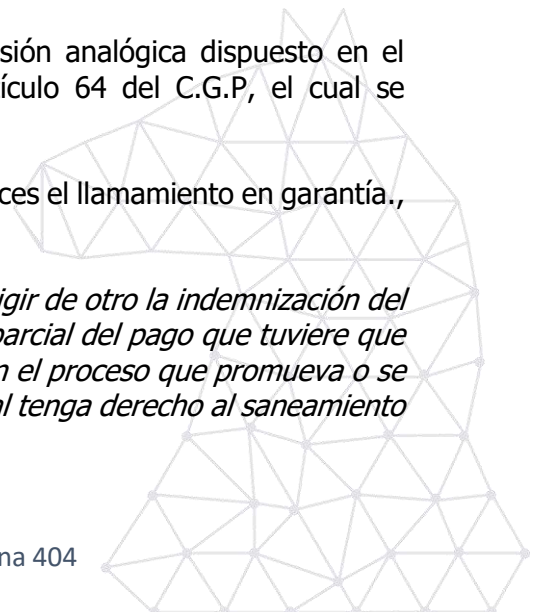 sión analógica dispuesto en el
ículo 64 del C.G.P, el cual se
ces el llamamiento en garantía.,
igir de otro la indemnización del
parcial del pago que tuviere que
n el proceso que promueva o se
al tenga derecho al saneamiento
na 404